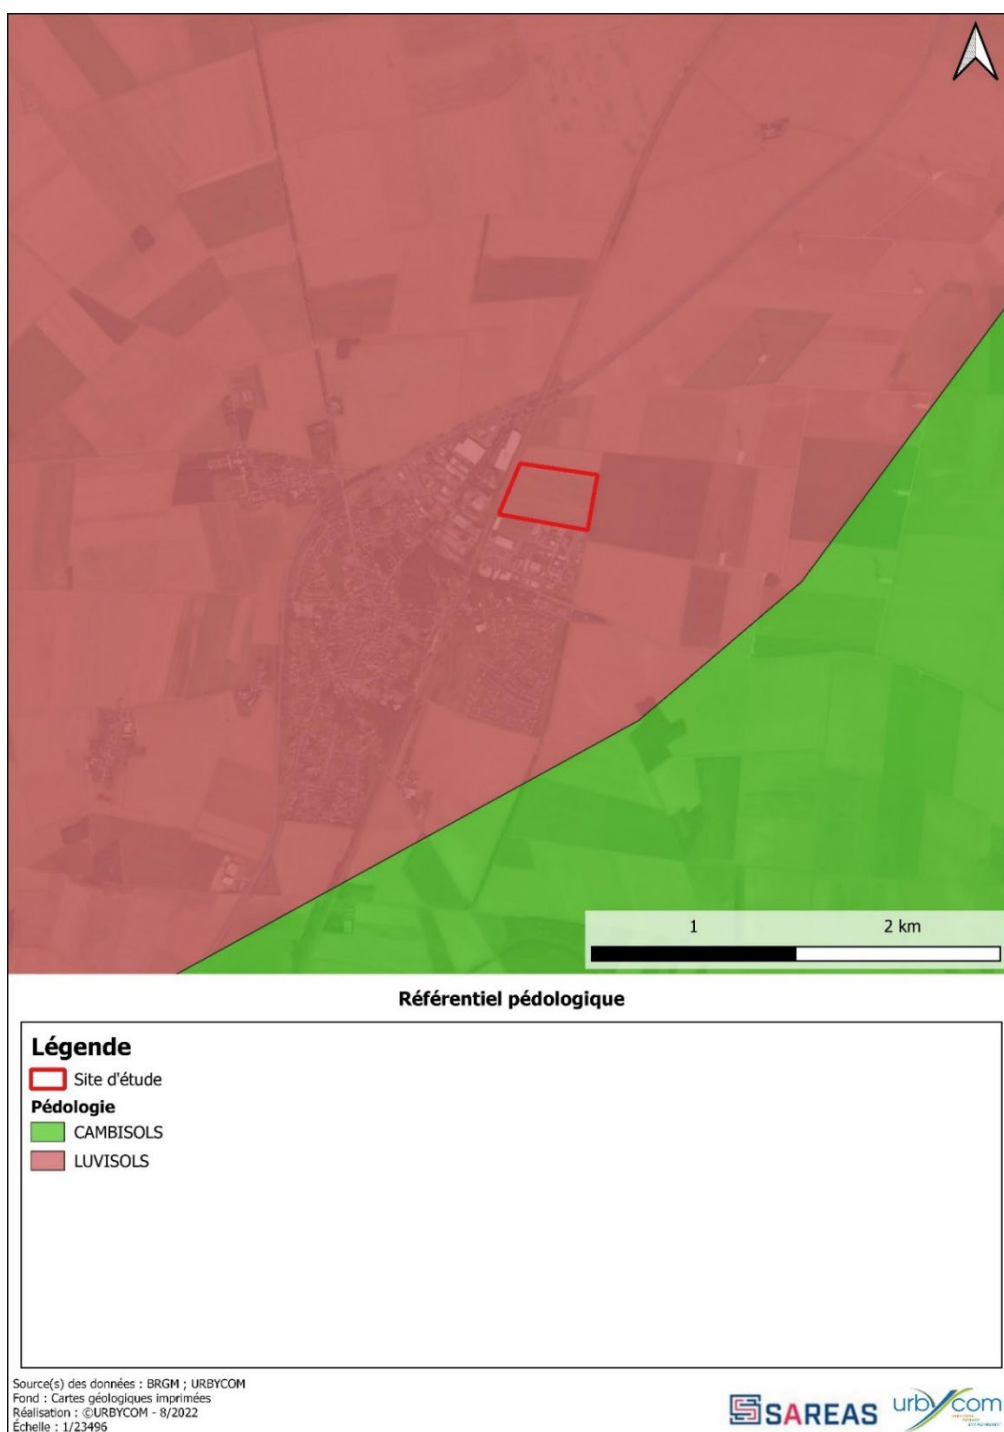 1 2 km
Référentiel pédologique
Légende
Site d'étude
Pédologie
CAMBISOLS
LUVISOLS
Source(s) des données : BRGM ; URBYCOM
Fond : Cartes géologiques imprimées
Réalisation : ©URBYCOM - 8/2022
Échelle : 1/23496
SAREAS
urbycom